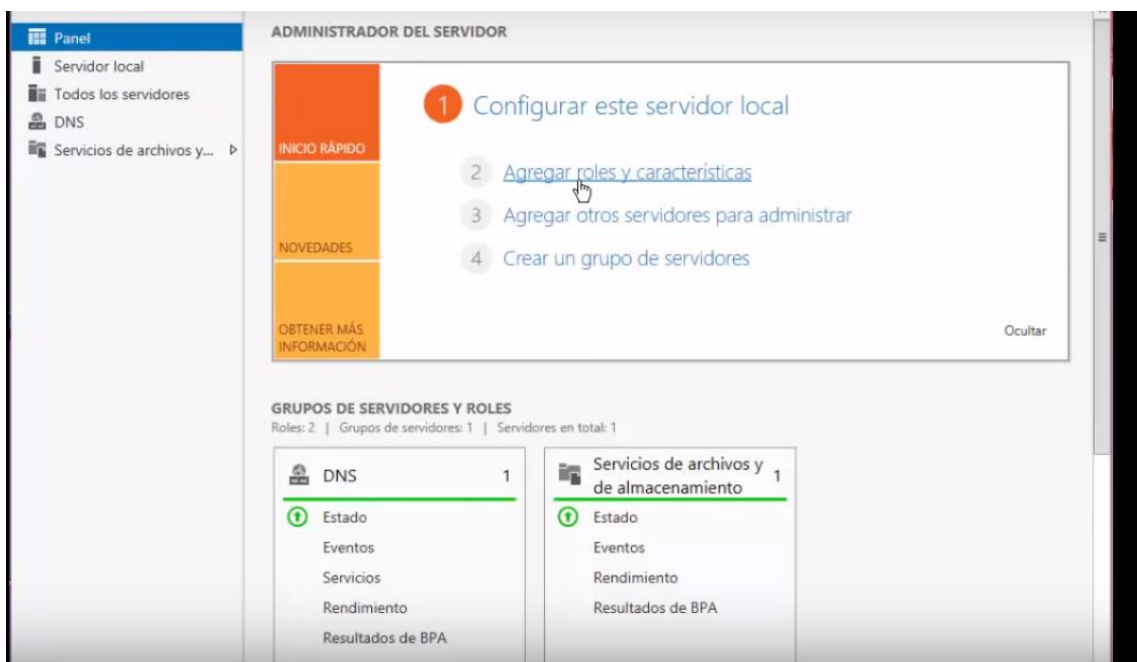 Panel
Servidor local
Todos los servidores
DNS
Servicios de archivos y...
ADMINISTRADOR DEL SERVIDOR
INICIO RÁPIDO
NOVEDADES
OBTENER MÁS
INFORMACIÓN
1 Configurar este servidor local
2 Agregar roles y características
3 Agregar otros servidores para administrar
4 Crear un grupo de servidores
Ocultar
GRUPOS DE SERVIDORES Y ROLES
Roles: 2 | Grupos de servidores: 1 | Servidores en total: 1
DNS 1
Estado
Eventos
Servicios
Rendimiento
Resultados de BPA
Servicios de archivos y
de almacenamiento 1
Estado
Eventos
Rendimiento
Resultados de BPA